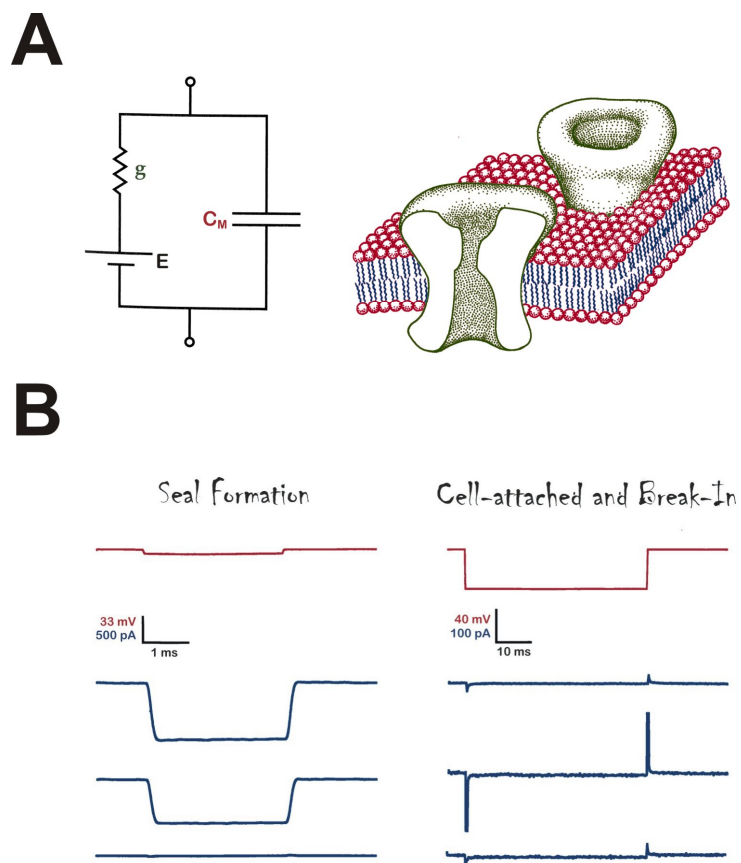 A
g
C_M
E
B
Seal Formation
Cell-attached and Break-In
33 mV
500 pA
1 ms
40 mV
100 pA
10 ms